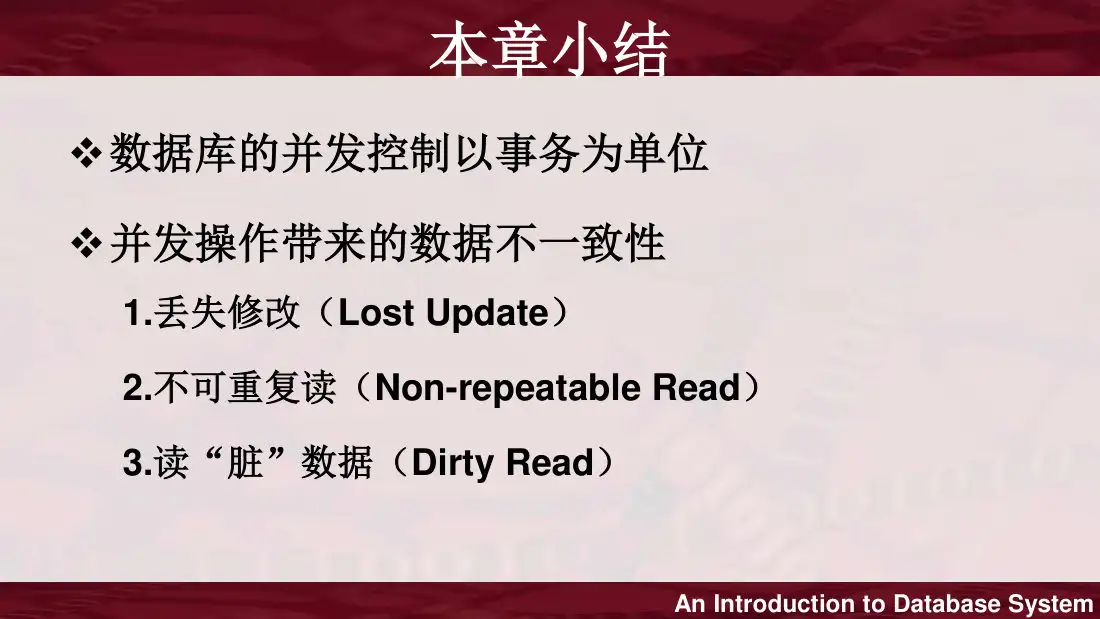 本章小结
❖数据库的并发控制以事务为单位
❖并发操作带来的数据不一致性
1.丢失修改（Lost Update）
2.不可重复读（Non-repeatable Read）
3.读“脏”数据（Dirty Read）
An Introduction to Database System